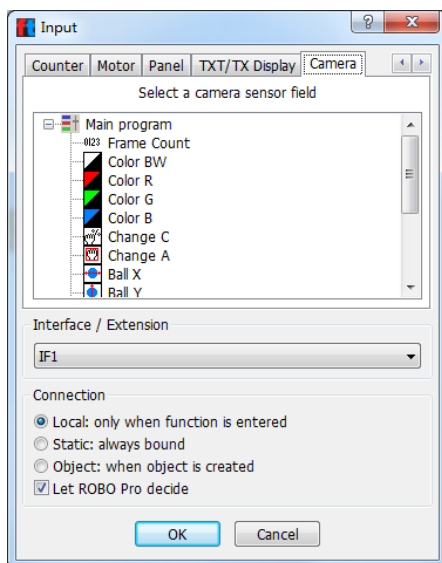 Input
Counter Motor Panel TXT/TX Display Camera
Select a camera sensor field
Main program
0123 Frame Count
Color BW
Color R
Color G
Color B
Change C
Change A
Ball X
Ball Y
Interface / Extension
IF1
Connection
Local: only when function is entered
Static: always bound
Object: when object is created
Let ROBO Pro decide
OK Cancel